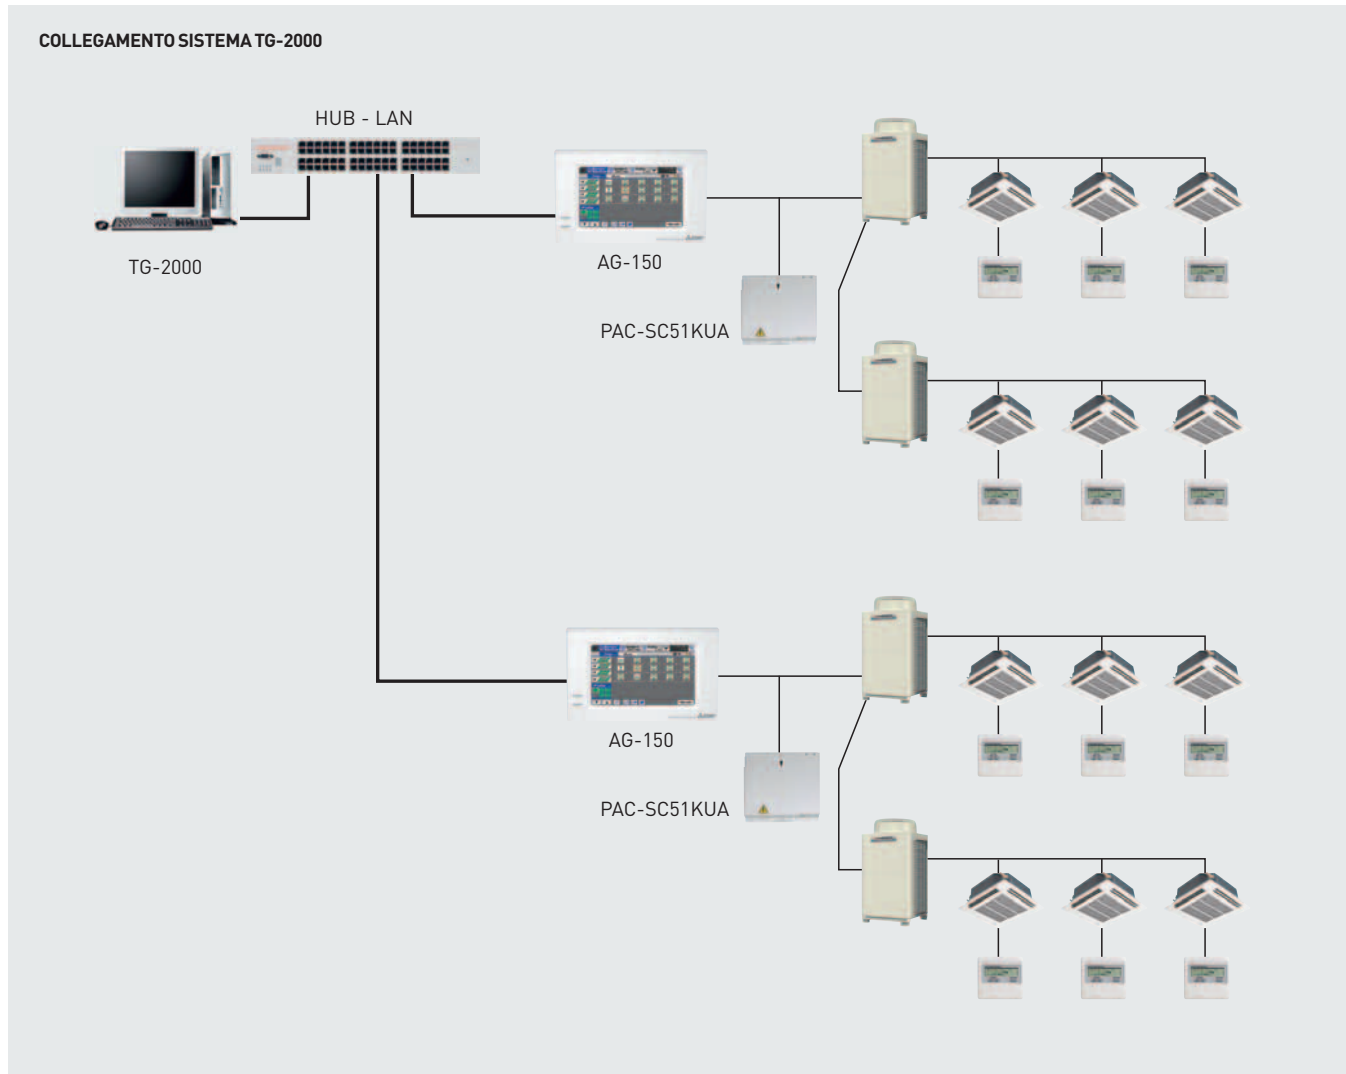 COLLEGAMENTO SISTEMA TG-2000
HUB - LAN
TG-2000
AG-150
PAC-SC51KUA
AG-150
PAC-SC51KUA